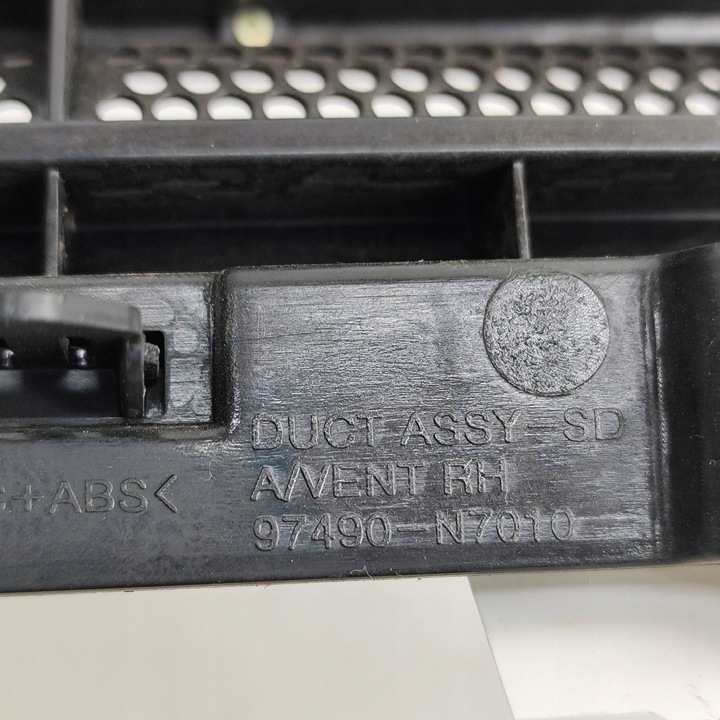 DUCT ASSY-SD
A/VENT RH
97490-N7010
+ABS<